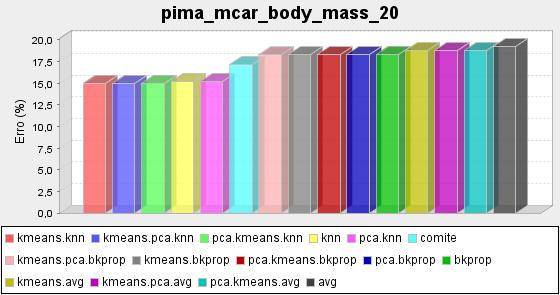 pima_mcar_body_mass_20
Erro (%)
20,0
17,5
15,0
12,5
10,0
7,5
5,0
2,5
0,0
kmeans.knn kmeans.pca.knn pca.kmeans.knn knn pca.knn comite
kmeans.pca.bkprop kmeans.bkprop pca.kmeans.bkprop pca.bkprop bkprop
kmeans.avg kmeans.pca.avg pca.kmeans.avg avg